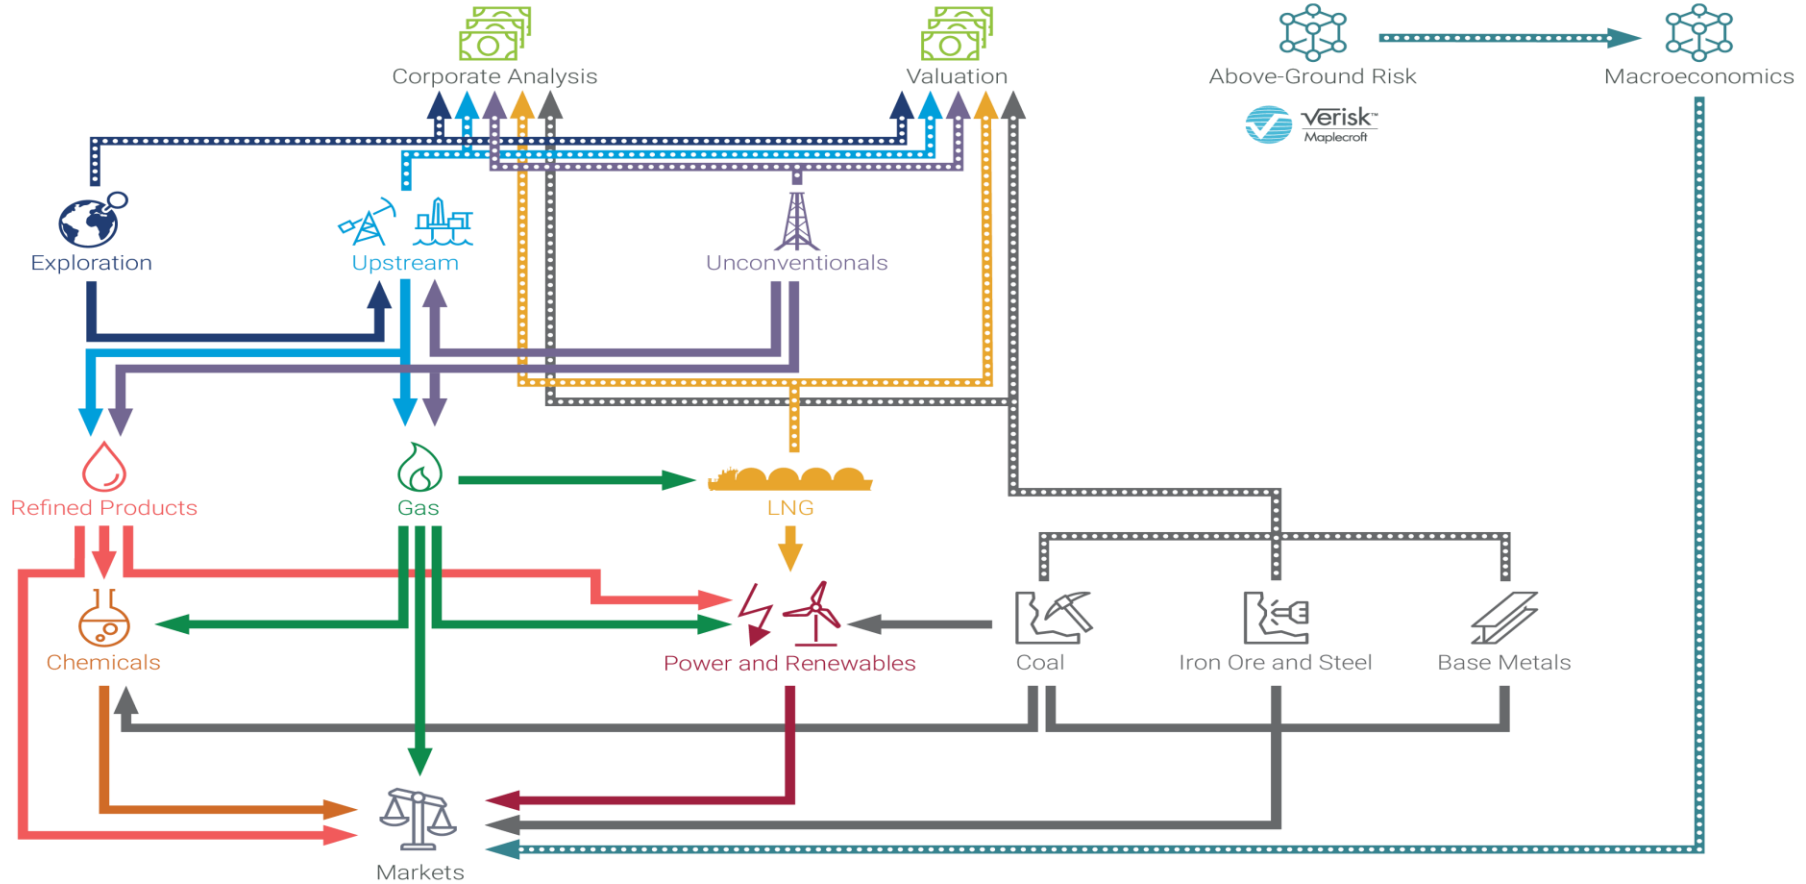 Corporate Analysis
Valuation
Above-Ground Risk
Macroeconomics
Verisk™
Maplecroft
Exploration
Upstream
Unconventionals
Refined Products
Gas
LNG
Chemicals
Power and Renewables
Coal
Iron Ore and Steel
Base Metals
Markets